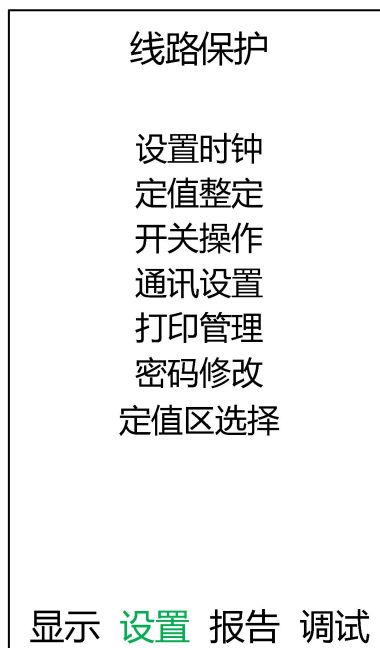 线路保护
设置时钟
定值整定
开关操作
通讯设置
打印管理
密码修改
定值区选择
显示 设置 报告 调试